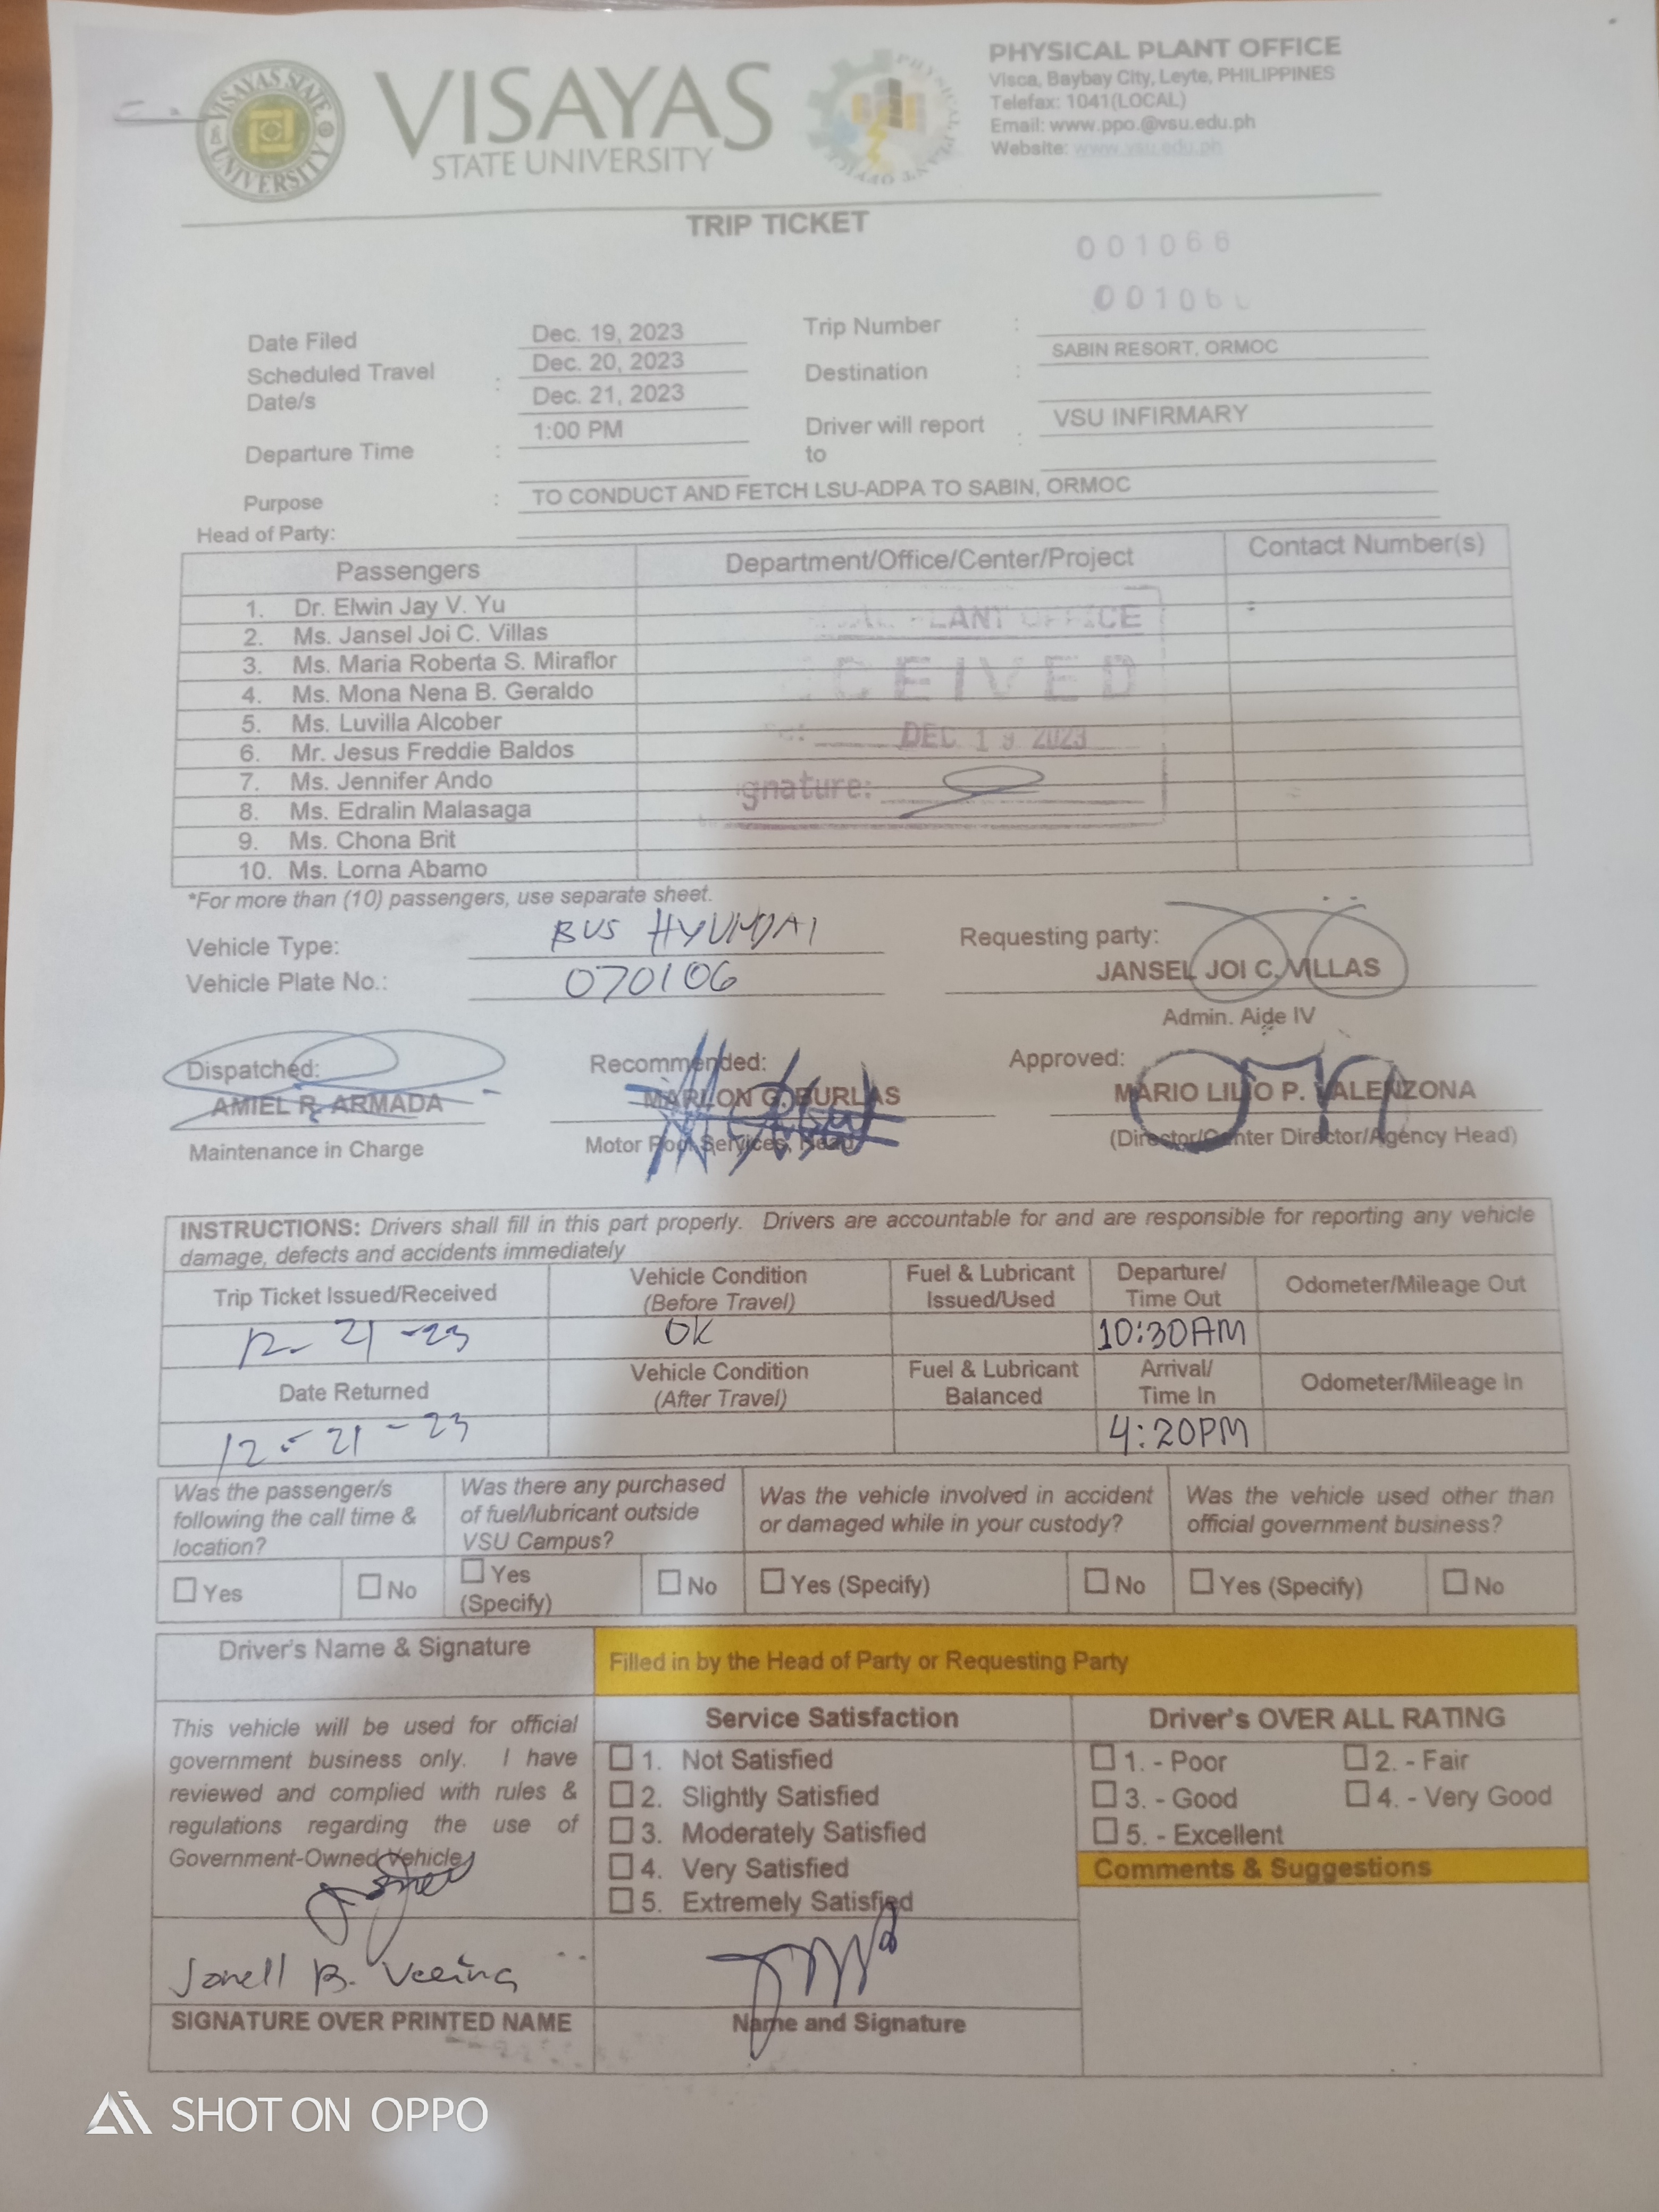 VISAYAS STATE UNIVERSITY
VISAYAS
STATE UNIVERSITY
PHYSICAL PLANT OFFICE
Visca, Baybay City, Leyte, PHILIPPINES
Telefax: 1041(LOCAL)
Email: www.ppo.@vsu.edu.ph
Website: www.vsu.edu.ph
TRIP TICKET
001066
Date Filed Dec. 19, 2023 Trip Number :
Scheduled Travel Date/s : Dec. 20, 2023 Dec. 21, 2023
Destination : SABIN RESORT, ORMOC
Departure Time : 1:00 PM
Driver will report to : VSU INFIRMARY
Purpose : TO CONDUCT AND FETCH LSU-ADPA TO SABIN, ORMOC
Head of Party:
Passengers Department/Office/Center/Project Contact Number(s)
1. Dr. Elwin Jay V. Yu
2. Ms. Jansel Joi C. Villas
3. Ms. Maria Roberta S. Miraflor
4. Ms. Mona Nena B. Geraldo
5. Ms. Luvilla Alcober
6. Mr. Jesus Freddie Baldos
7. Ms. Jennifer Ando
8. Ms. Edralin Malasaga
9. Ms. Chona Brit
10. Ms. Lorna Abamo
LANT OFFICE
CEIVED
DEC 19 2023
gnature:
*For more than (10) passengers, use separate sheet.
Vehicle Type: BUS HYUNDAI
Vehicle Plate No.: 070106
Requesting party:
JANSEL JOI C. VILLAS
Admin. Aide IV
Dispatched:
AMIEL R. ARMADA
Maintenance in Charge
Recommended:
MARLON G. BURLAS
Motor Pool Services, Head
Approved:
MARIO LILIO P. VALENZONA
(Director/Center Director/Agency Head)
INSTRUCTIONS: Drivers shall fill in this part properly. Drivers are accountable for and are responsible for reporting any vehicle
damage, defects and accidents immediately
Trip Ticket Issued/Received
Vehicle Condition
(Before Travel)
Fuel & Lubricant
Issued/Used
Departure/
Time Out
Odometer/Mileage Out
12-21-23 OK 10:30AM
Date Returned
Vehicle Condition
(After Travel)
Fuel & Lubricant
Balanced
Arrival/
Time In
Odometer/Mileage In
12-21-23 4:20PM
Was the passenger/s
following the call time &
location?
Was there any purchased
of fuel/lubricant outside
VSU Campus?
Was the vehicle involved in accident
or damaged while in your custody?
Was the vehicle used other than
official government business?
Yes
No
Yes
(Specify)
No
Yes (Specify)
No
Yes (Specify)
No
Driver's Name & Signature
Filled in by the Head of Party or Requesting Party
This vehicle will be used for official
government business only. I have
reviewed and complied with rules &
regulations regarding the use of
Government-Owned Vehicle
Service Satisfaction
1. Not Satisfied
2. Slightly Satisfied
3. Moderately Satisfied
4. Very Satisfied
5. Extremely Satisfied
Driver's OVER ALL RATING
1. - Poor
2. - Fair
3. - Good
4. - Very Good
5. - Excellent
Comments & Suggestions
Jonell B.
SIGNATURE OVER PRINTED NAME
Name and Signature
SHOT ON OPPO